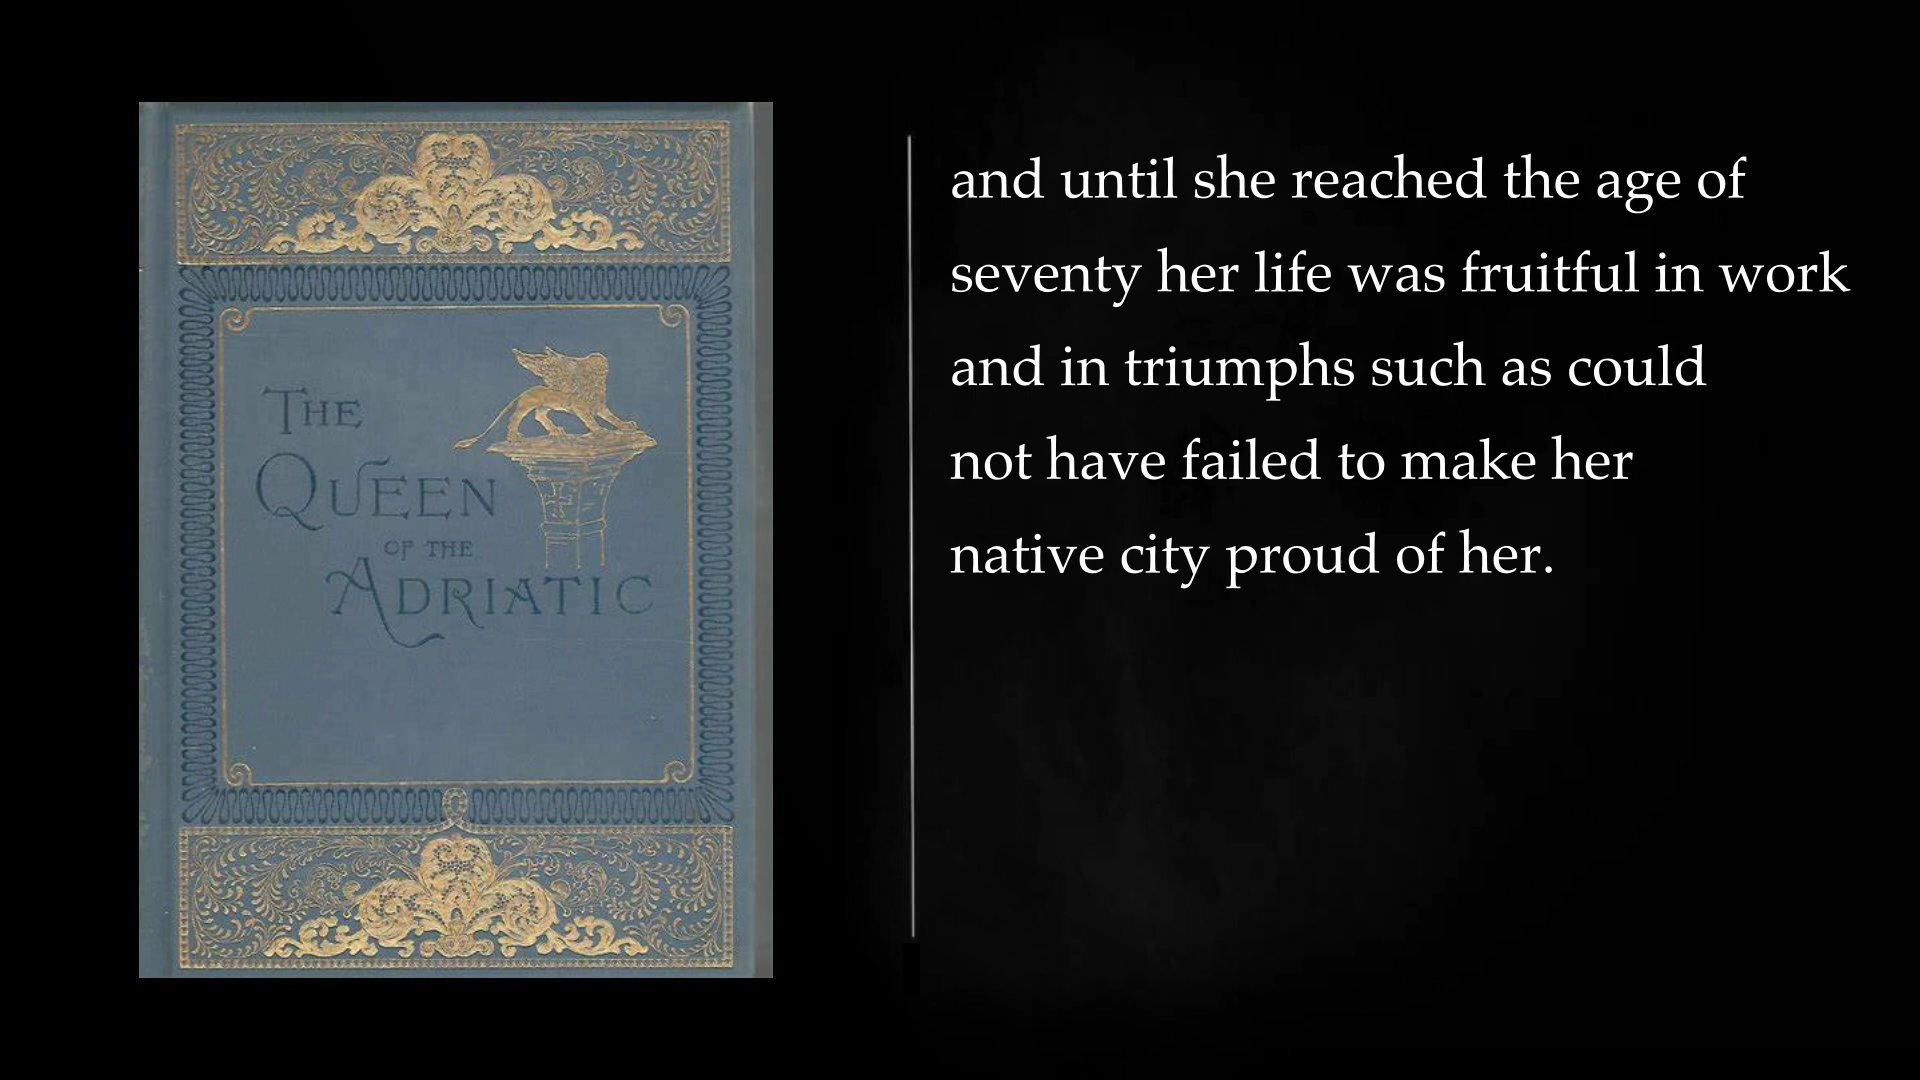 THE
QUEEN
OF THE
ADRIATIC
and until she reached the age of
seventy her life was fruitful in work
and in triumphs such as could
not have failed to make her
native city proud of her.